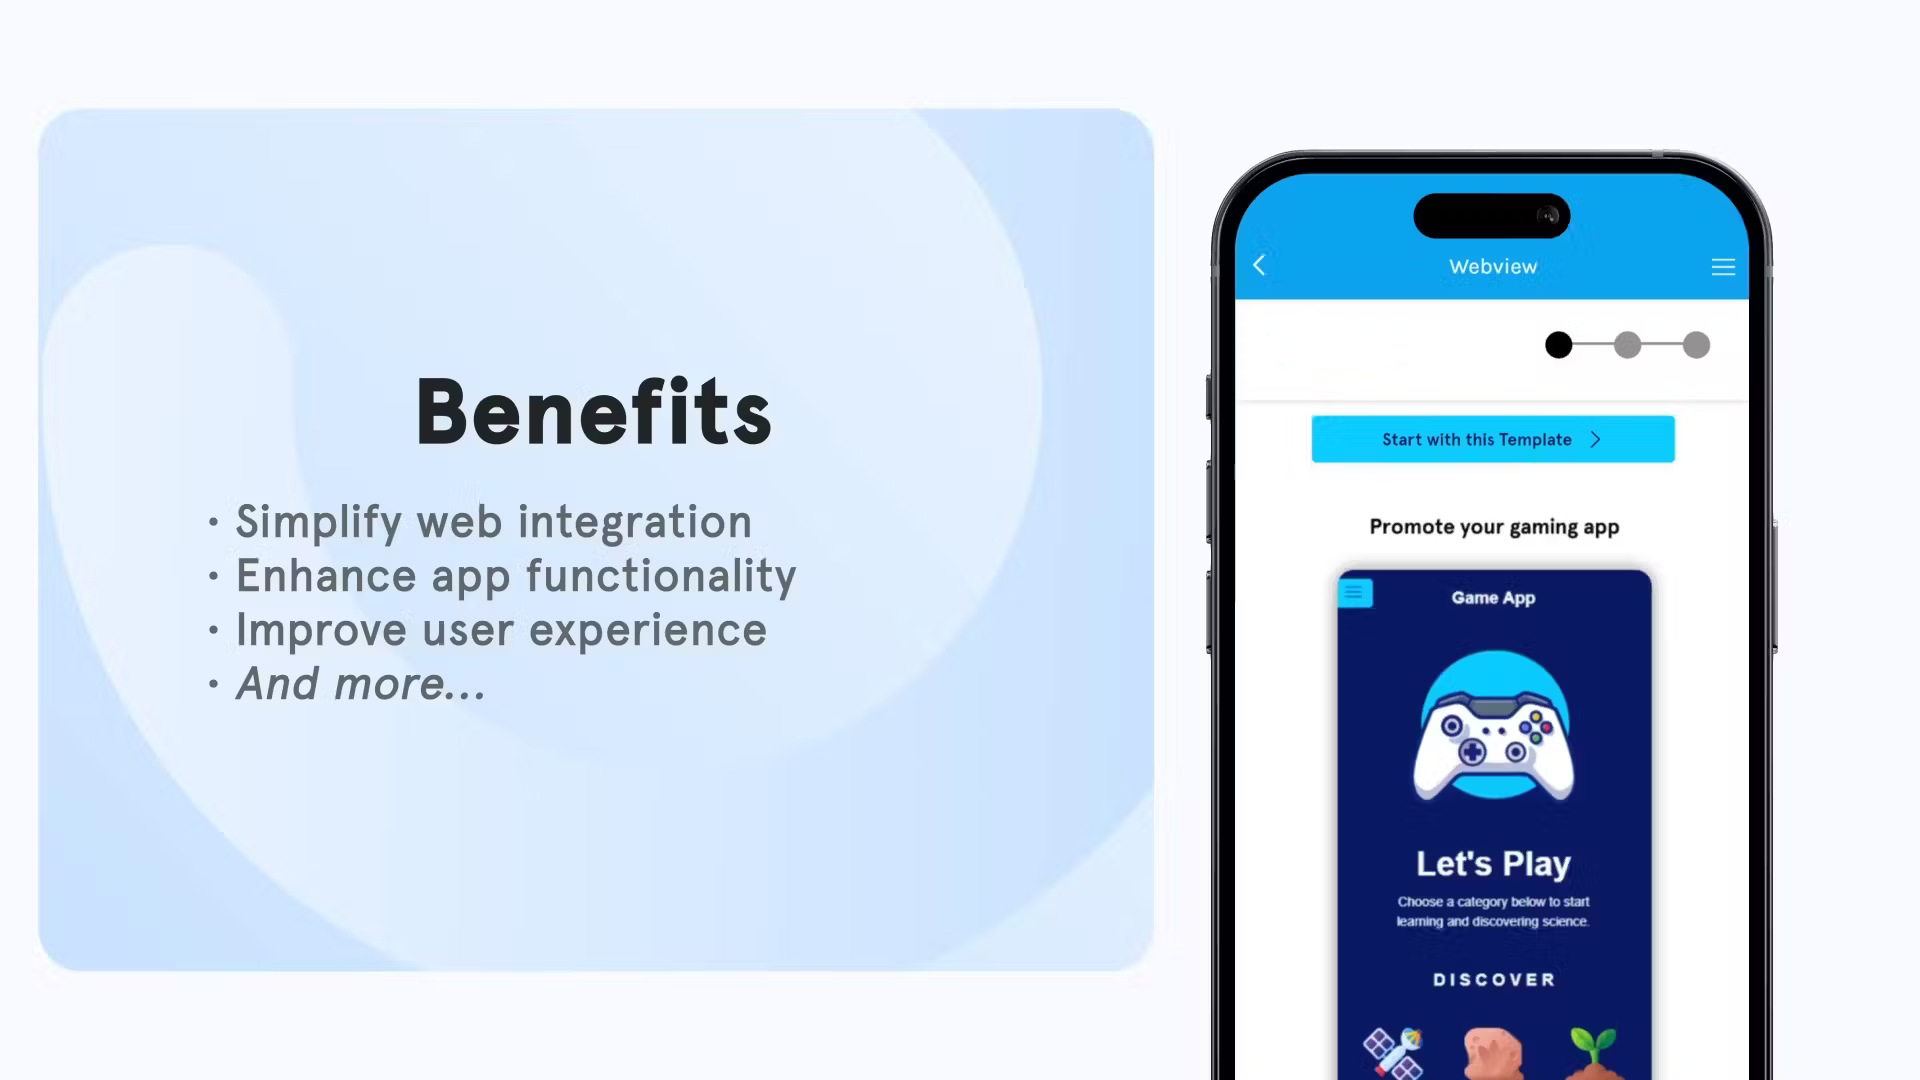 Benefits
• Simplify web integration
• Enhance app functionality
• Improve user experience
• And more...
Webview
Start with this Template
Promote your gaming app
Game App
Let's Play
Choose a category below to start
learning and discovering science.
DISCOVER